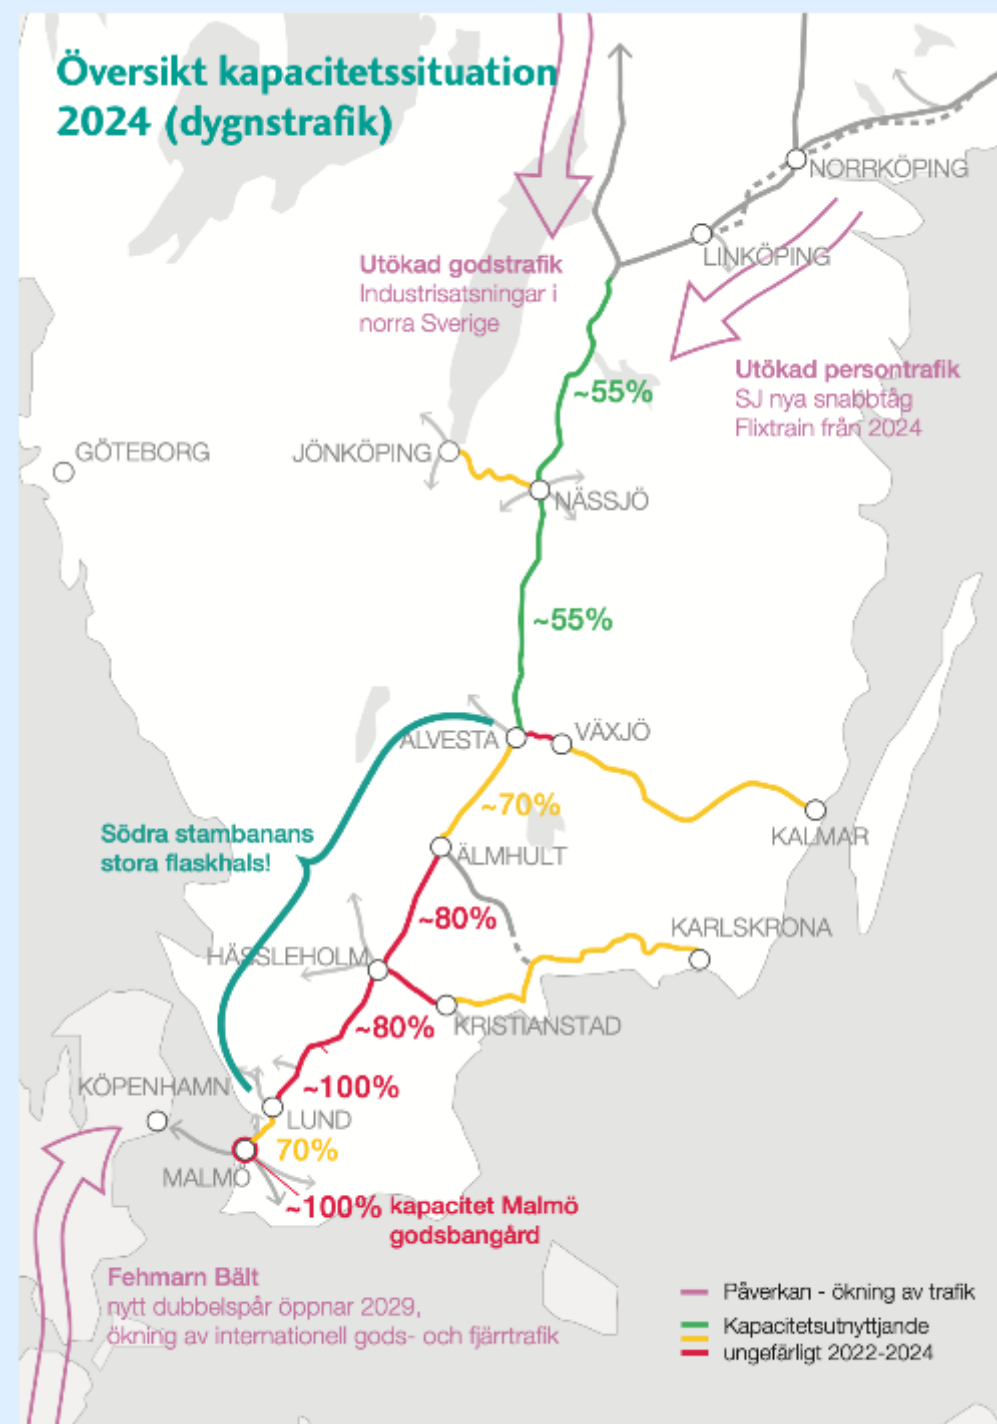 Översikt kapacitetssituation
2024 (dygnstrafik)
NORRKÖPING
LINKÖPING
Utökad godstrafik
Industrisatsningar i
norra Sverige
Utökad persontrafik
SJ nya snabbtåg
Flixtrain från 2024
~55%
GÖTEBORG
JÖNKÖPING
NÄSSJÖ
~55%
ALVESTA
VÄXJÖ
~70%
KALMAR
Södra stambanans
stora flaskhals!
ÄLMHULT
~80%
KARLSKRONA
HÄSSLEHOLM
KRISTIANSTAD
~80%
KÖPENHAMN
~100%
LUND
70%
MALMÖ
~100% kapacitet Malmö
godsbangård
Fehmarn Bält
nytt dubbelspår öppnar 2029,
ökning av internationell gods- och fjärrtrafik
Påverkan - ökning av trafik
Kapacitetsutnyttjande
ungefärligt 2022-2024